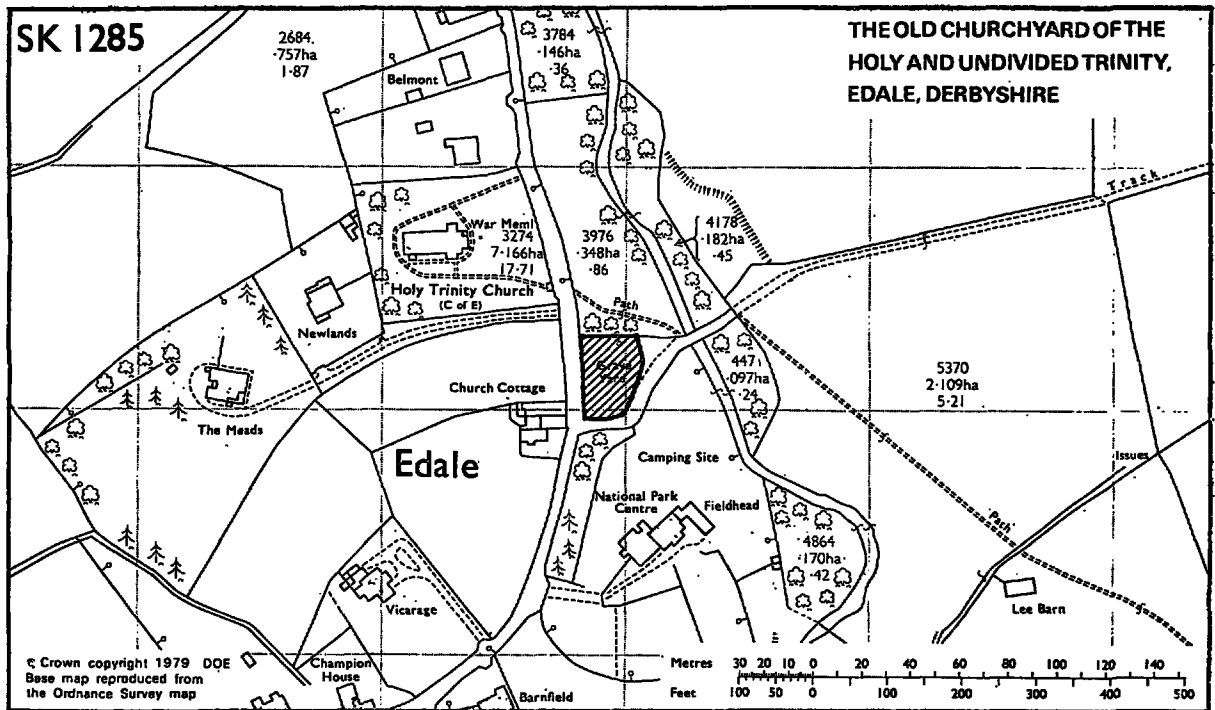 SK 1285
THE OLD CHURCHYARD OF THE
HOLY AND UNDIVIDED TRINITY,
EDALE, DERBYSHIRE
2684
·757ha
1·87
3784
·146ha
·36
Belmont
Track
War Meml
3274
7·166ha
17·71
3976
·348ha
·86
4178
·182ha
·45
Holy Trinity Church
(C of E)
Path
Newlands
447
·097ha
·24
5370
2·109ha
5·21
Church Cottage
The Meads
Edale
Camping Site
Issues
National Park
Centre
Fieldhead
Path
4864
·170ha
·42
Vicarage
Lee Barn
Champion
House
Barnfield
© Crown copyright 1979 DOE
Base map reproduced from
the Ordnance Survey map
Metres 30 20 10 0 20 40 60 80 100 120 140
Feet 100 50 0 100 200 300 400 500